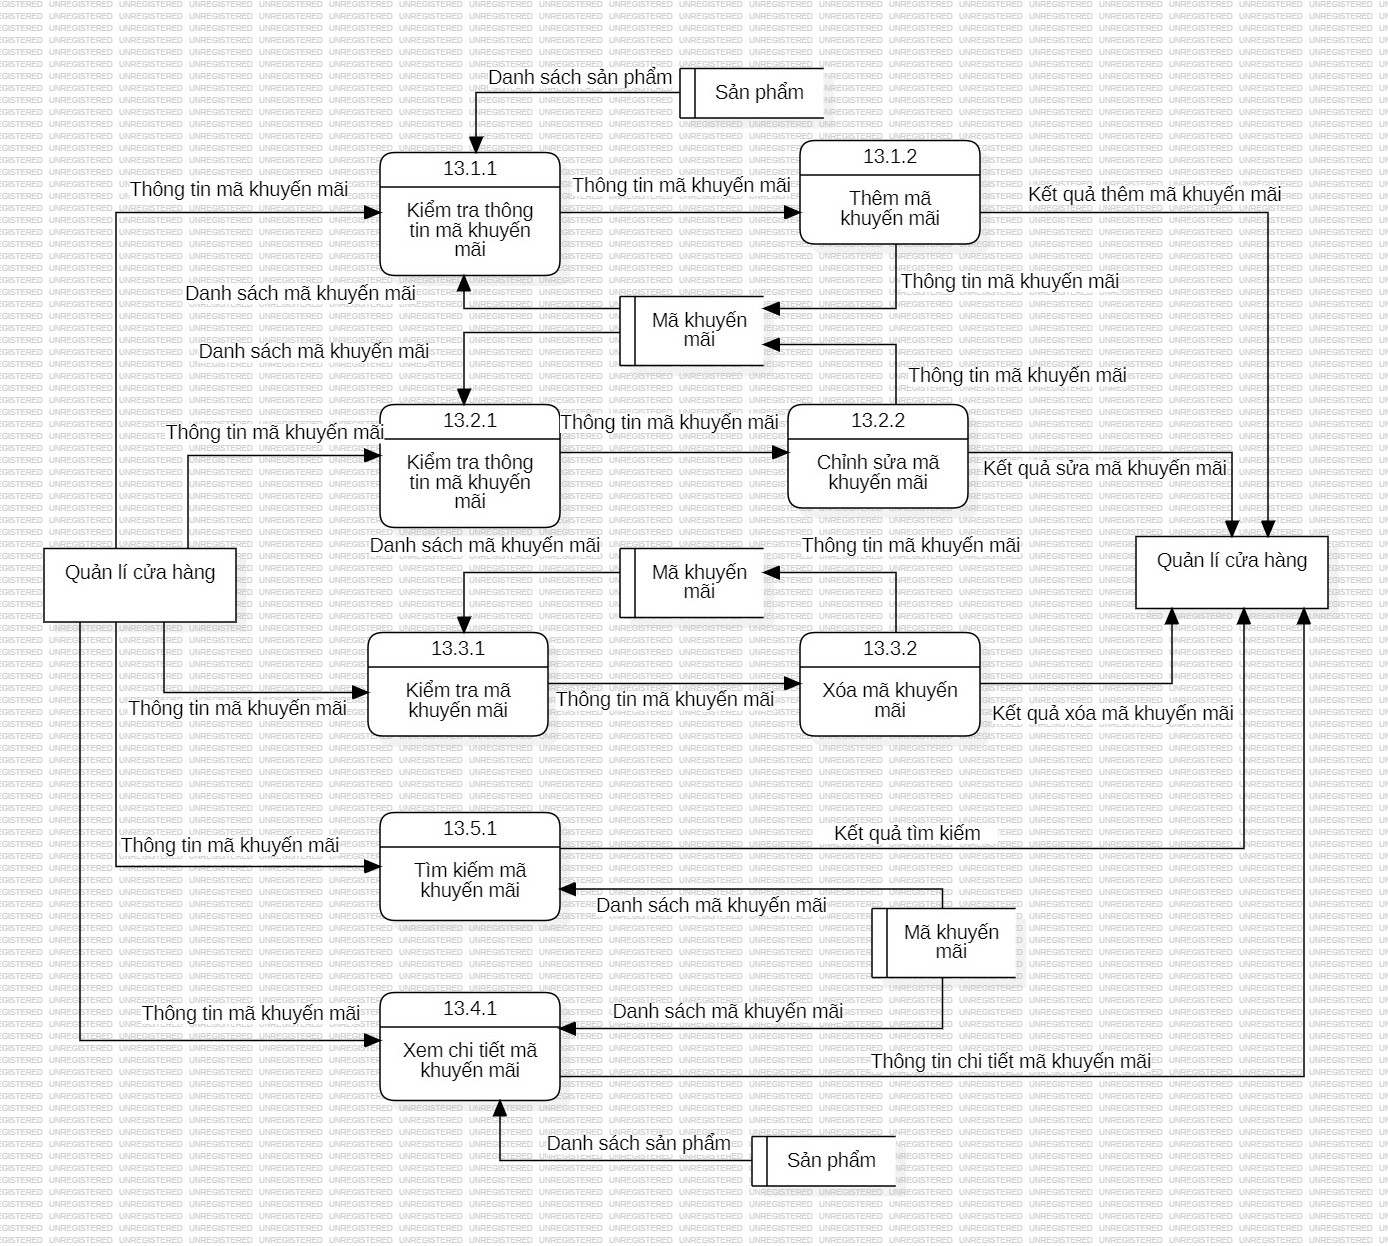 Danh sách sản phẩm
Sản phẩm
13.1.1
Kiểm tra thông
tin mã khuyến
mãi
13.1.2
Thêm mã
khuyến mãi
Thông tin mã khuyến mãi
Thông tin mã khuyến mãi
Kết quả thêm mã khuyến mãi
Danh sách mã khuyến mãi
Thông tin mã khuyến mãi
Mã khuyến
mãi
Danh sách mã khuyến mãi
Thông tin mã khuyến mãi
13.2.1
Kiểm tra thông
tin mã khuyến
mãi
13.2.2
Chỉnh sửa mã
khuyến mãi
Thông tin mã khuyến mãi
Thông tin mã khuyến mãi
Kết quả sửa mã khuyến mãi
Quản lí cửa hàng
Danh sách mã khuyến mãi
Mã khuyến
mãi
Thông tin mã khuyến mãi
Quản lí cửa hàng
13.3.1
Kiểm tra mã
khuyến mãi
13.3.2
Xóa mã khuyến
mãi
Thông tin mã khuyến mãi
Thông tin mã khuyến mãi
Kết quả xóa mã khuyến mãi
13.5.1
Tìm kiếm mã
khuyến mãi
Thông tin mã khuyến mãi
Kết quả tìm kiếm
Danh sách mã khuyến mãi
Mã khuyến
mãi
13.4.1
Xem chi tiết mã
khuyến mãi
Thông tin mã khuyến mãi
Danh sách mã khuyến mãi
Thông tin chi tiết mã khuyến mãi
Danh sách sản phẩm
Sản phẩm
UNREGISTERED